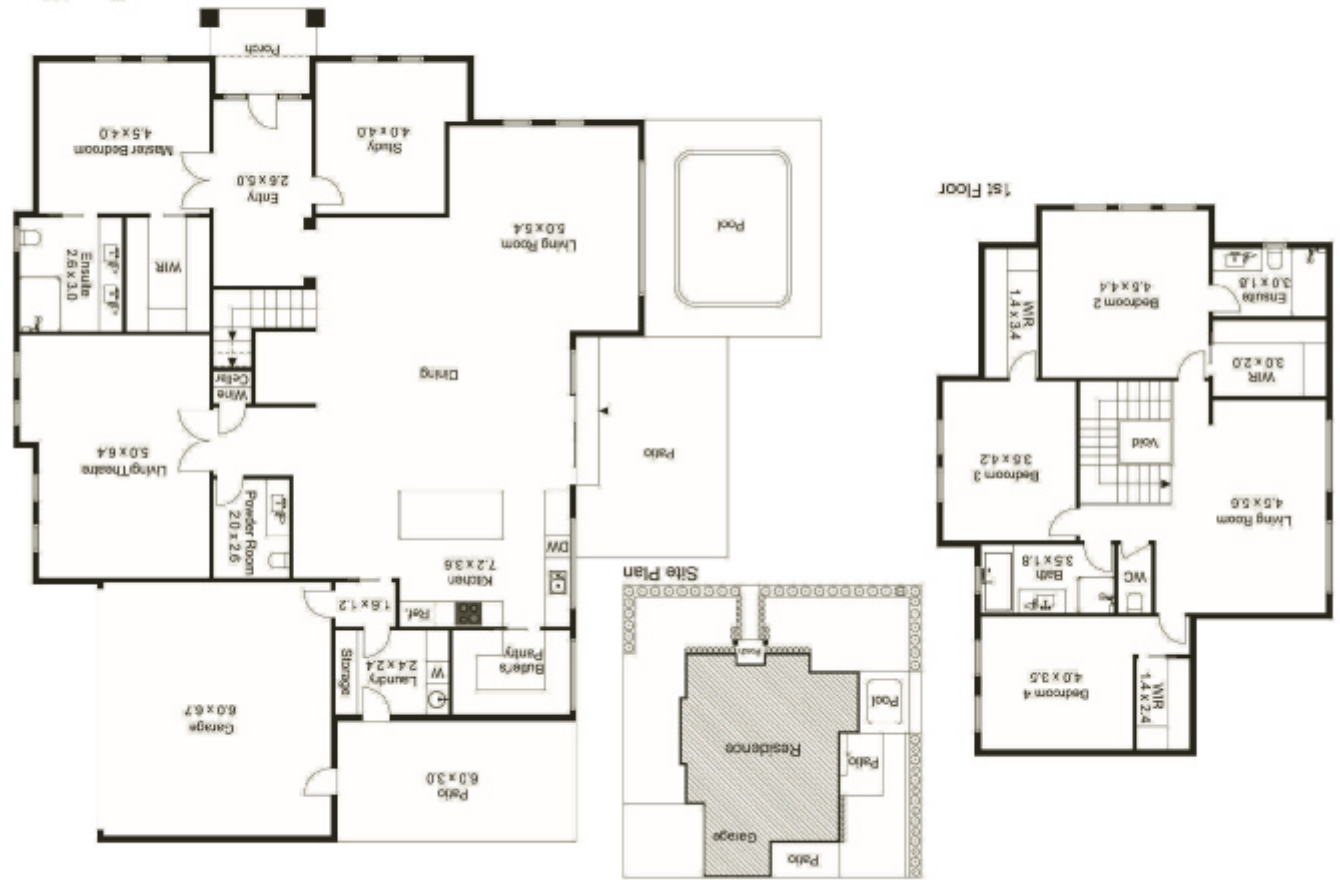 Porch
Master Bedroom
4.5 x 4.0
Entry
2.6 x 5.0
Study
4.0 x 4.0
Living Room
5.0 x 5.4
Pool
Ensuite
2.6 x 3.0
WIR
Wine
Cellar
Dining
Patio
Living Theatre
5.0 x 6.4
Powder Room
2.0 x 2.6
Kitchen
7.2 x 3.6
DW
Ref.
1.6 x 1.2
Storage
Laundry
2.4 x 2.4
W
Butler's
Pantry
Garage
6.0 x 6.7
Patio
6.0 x 3.0
Site Plan
Porch
Residence
Pool
Patio
Garage
Patio
1st Floor
WIR
1.4 x 3.4
Bedroom 2
4.5 x 4.4
Ensuite
3.0 x 1.8
WIR
3.0 x 2.0
Bedroom 3
3.5 x 4.2
Void
Living Room
4.5 x 5.6
Bath
3.5 x 1.8
WC
Bedroom 4
4.0 x 3.5
WIR
1.4 x 2.4